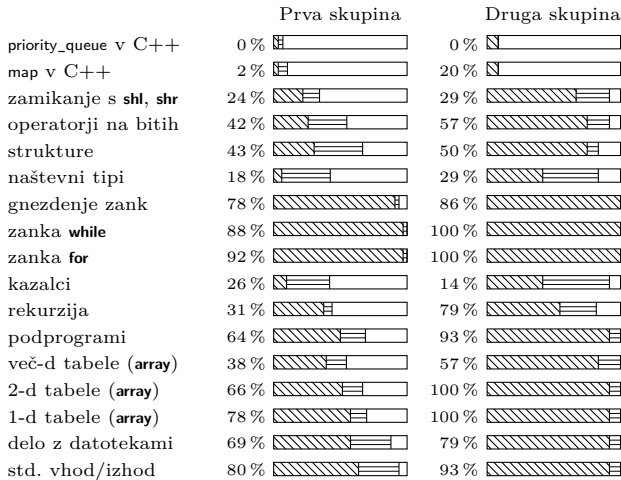 Prva skupina Druga skupina
priority_queue v C++ 0 % 0 %
map v C++ 2 % 20 %
zamikanje s shl, shr 24 % 29 %
operatorji na bitih 42 % 57 %
strukture 43 % 50 %
naštevni tipi 18 % 29 %
gnezdenje zank 78 % 86 %
zanka while 88 % 100 %
zanka for 92 % 100 %
kazalci 26 % 14 %
rekurzija 31 % 79 %
podprogrami 64 % 93 %
več-d tabele (array) 38 % 57 %
2-d tabele (array) 66 % 100 %
1-d tabele (array) 78 % 100 %
delo z datotekami 69 % 79 %
std. vhod/izhod 80 % 93 %